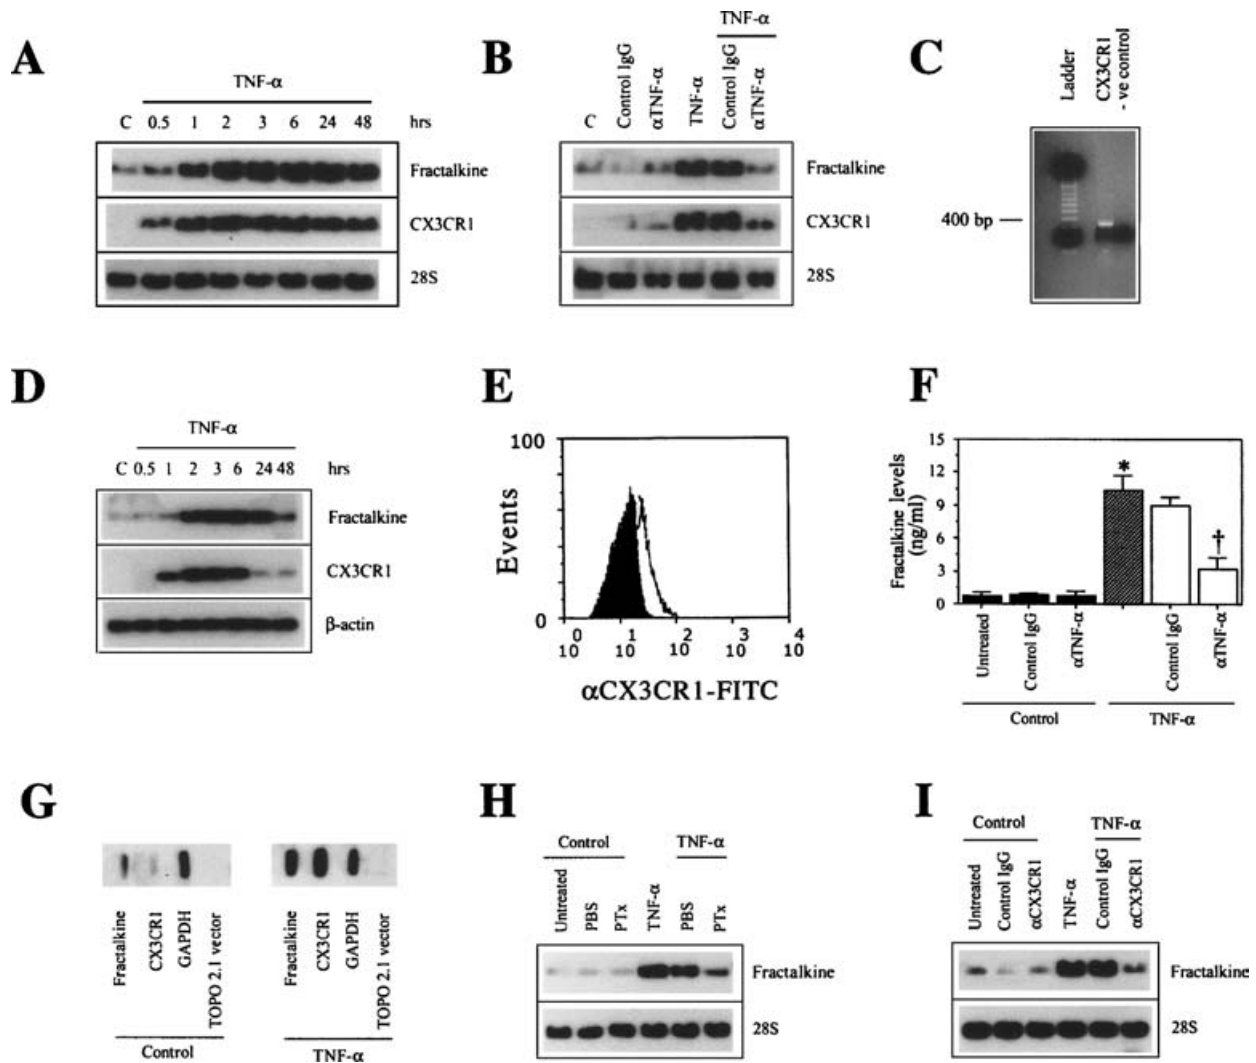 A
TNF-α
C 0.5 1 2 3 6 24 48 hrs
Fractalkine
CX3CR1
28S
B
TNF-α
C
Control IgG
αTNF-α
TNF-α
Control IgG
αTNF-α
Fractalkine
CX3CR1
28S
C
Ladder
CX3CR1
- ve control
400 bp
D
TNF-α
C 0.5 1 2 3 6 24 48 hrs
Fractalkine
CX3CR1
β-actin
E
100
Events
0
10 0 10 1 10 2 10 3 10 4
αCX3CR1-FITC
F
Fractalkine levels
(ng/ml)
15
12
9
6
3
0
*
†
Untreated
Control IgG
αTNF-α
Control IgG
αTNF-α
Control TNF-α
G
Fractalkine
CX3CR1
GAPDH
TOPO 2.1 vector
Control
Fractalkine
CX3CR1
GAPDH
TOPO 2.1 vector
TNF-α
H
Control TNF-α
Untreated
PBS
PTx
TNF-α
PBS
PTx
Fractalkine
28S
I
Control TNF-α
Untreated
Control IgG
αCX3CR1
TNF-α
Control IgG
αCX3CR1
Fractalkine
28S